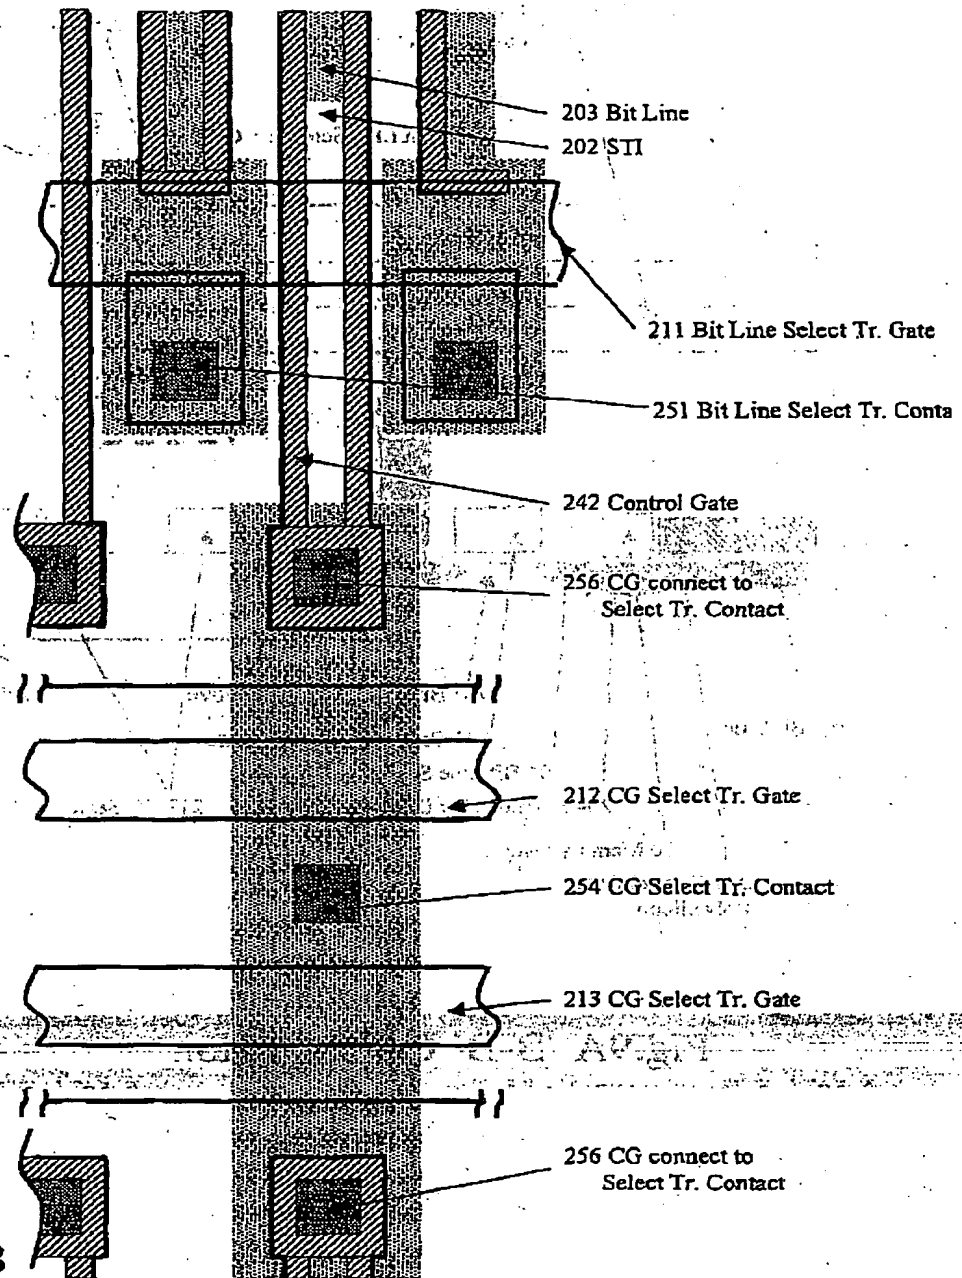 203 Bit Line
202 STI
211 Bit Line Select Tr. Gate
251 Bit Line Select Tr. Conta
242 Control Gate
256 CG connect to
Select Tr. Contact
212 CG Select Tr. Gate
254 CG Select Tr. Contact
213 CG Select Tr. Gate
256 CG connect to
Select Tr. Contact